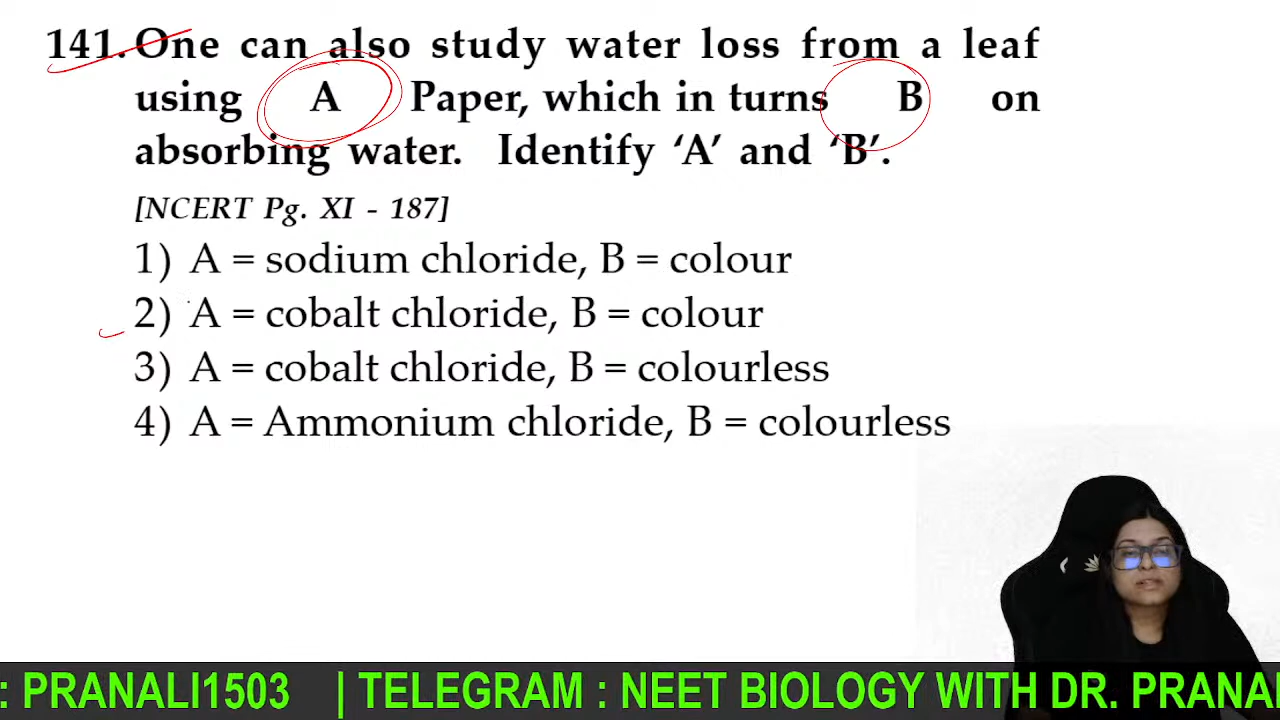 141. One can also study water loss from a leaf
using A Paper, which in turns B on
absorbing water. Identify ‘A’ and ‘B’.
[NCERT Pg. XI - 187]
1) A = sodium chloride, B = colour
2) A = cobalt chloride, B = colour
3) A = cobalt chloride, B = colourless
4) A = Ammonium chloride, B = colourless
: PRANALI1503 | TELEGRAM : NEET BIOLOGY WITH DR. PRANA